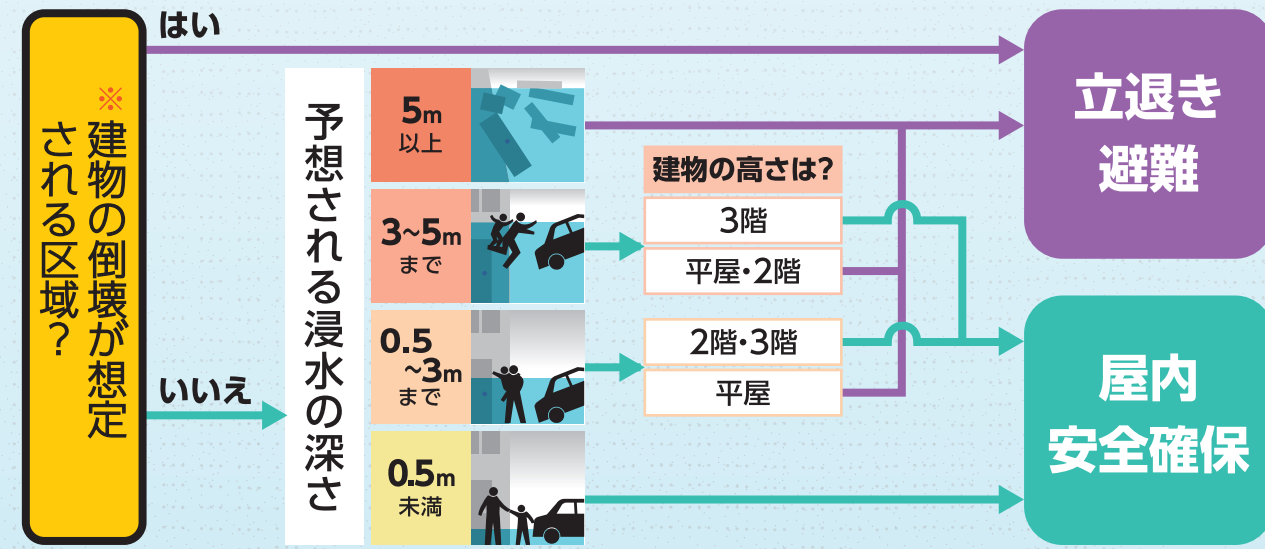 ※建物の倒壊が想定
される区域？
はい
いいえ
予想される浸水の深さ
5m
以上
3~5m
まで
0.5
~3m
まで
0.5m
未満
建物の高さは?
3階
平屋・2階
2階・3階
平屋
立退き
避難
屋内
安全確保